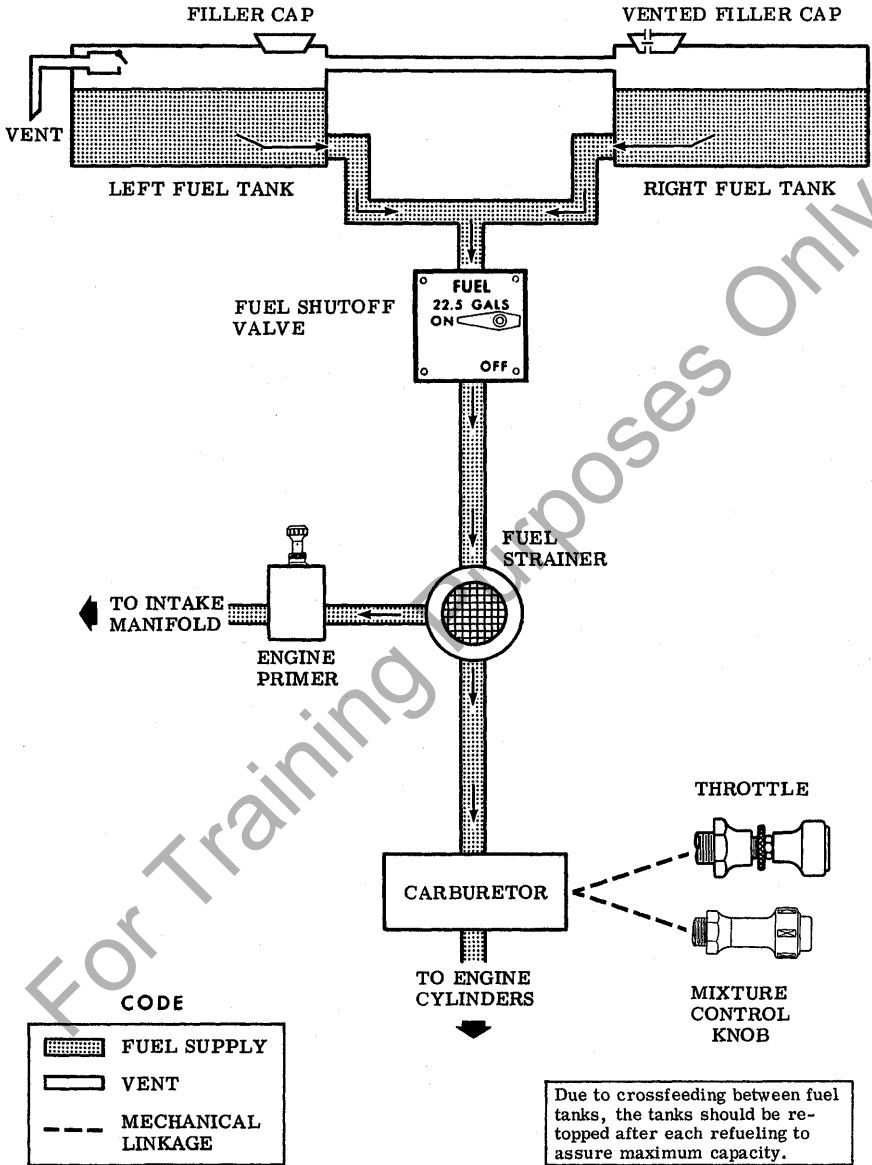 FILLER CAP
VENTED FILLER CAP
VENT
LEFT FUEL TANK
RIGHT FUEL TANK
FUEL SHUTOFF
VALVE
FUEL
22.5 GALS
ON
OFF
FUEL
STRAINER
TO INTAKE
MANIFOLD
ENGINE
PRIMER
THROTTLE
CARBURETOR
TO ENGINE
CYLINDERS
MIXTURE
CONTROL
KNOB
CODE
FUEL SUPPLY
VENT
MECHANICAL
LINKAGE
Due to crossfeeding between fuel
tanks, the tanks should be re-
topped after each refueling to
assure maximum capacity.
For Training Purposes Only